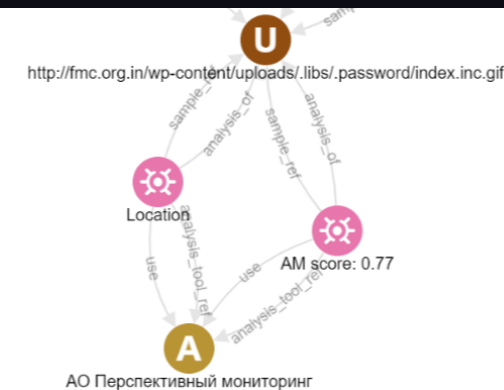 sample_
U
http://fmc.org.in/wp-content/uploads/.libs/.password/index.inc.gif
sample_ref
analysis_of
sample_ref
analysis_of
Location
AM score: 0.77
use
analysis_tool_ref
use
analysis_tool_ref
A
АО Перспективный мониторинг